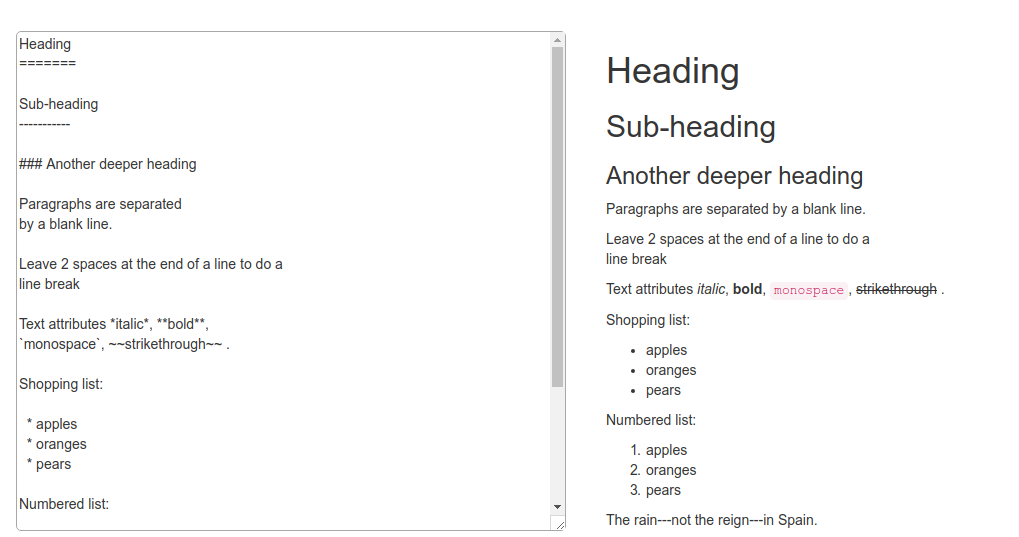 Heading
=======
Sub-heading
-----------
### Another deeper heading
Paragraphs are separated
by a blank line.
Leave 2 spaces at the end of a line to do a
line break
Text attributes *italic*, **bold**,
`monospace`, ~~strikethrough~~ .
Shopping list:
* apples
* oranges
* pears
Numbered list:
Heading
Sub-heading
Another deeper heading
Paragraphs are separated by a blank line.
Leave 2 spaces at the end of a line to do a
line break
Text attributes italic, bold, monospace, strikethrough .
Shopping list:
• apples
• oranges
• pears
Numbered list:
1. apples
2. oranges
3. pears
The rain---not the reign---in Spain.